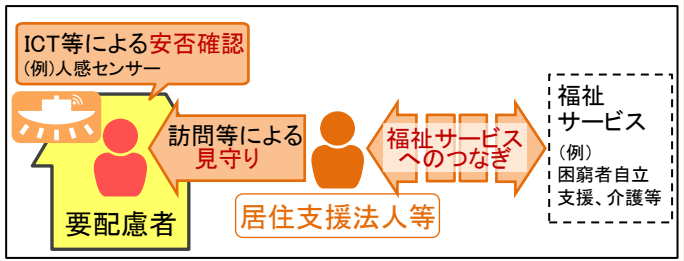 ICT等による安否確認
(例)人感センサー
訪問等による
見守り
要配慮者
居住支援法人等
福祉サービス
へのつなぎ
福祉
サービス
(例)
困窮者自立
支援、介護等